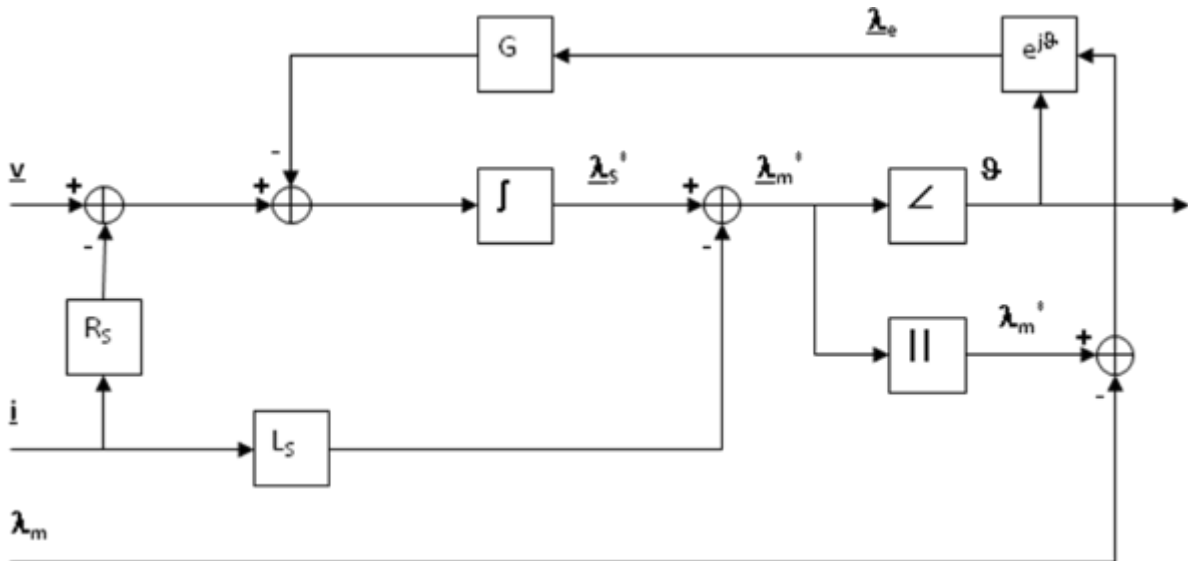 λₑ
G
e^jϑ
-
v
+
+
-
∫
λS*
+
λm*
-
∠
ϑ
RS
-
||
λm*
+
-
i
LS
λm